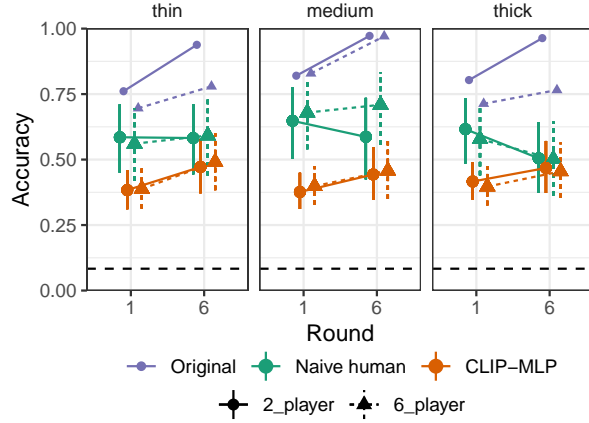 thin medium thick
1.00
0.75
0.50
0.25
0.00
Accuracy
1 6 1 6 1 6
Round
Original Naive human CLIP−MLP
2_player 6_player